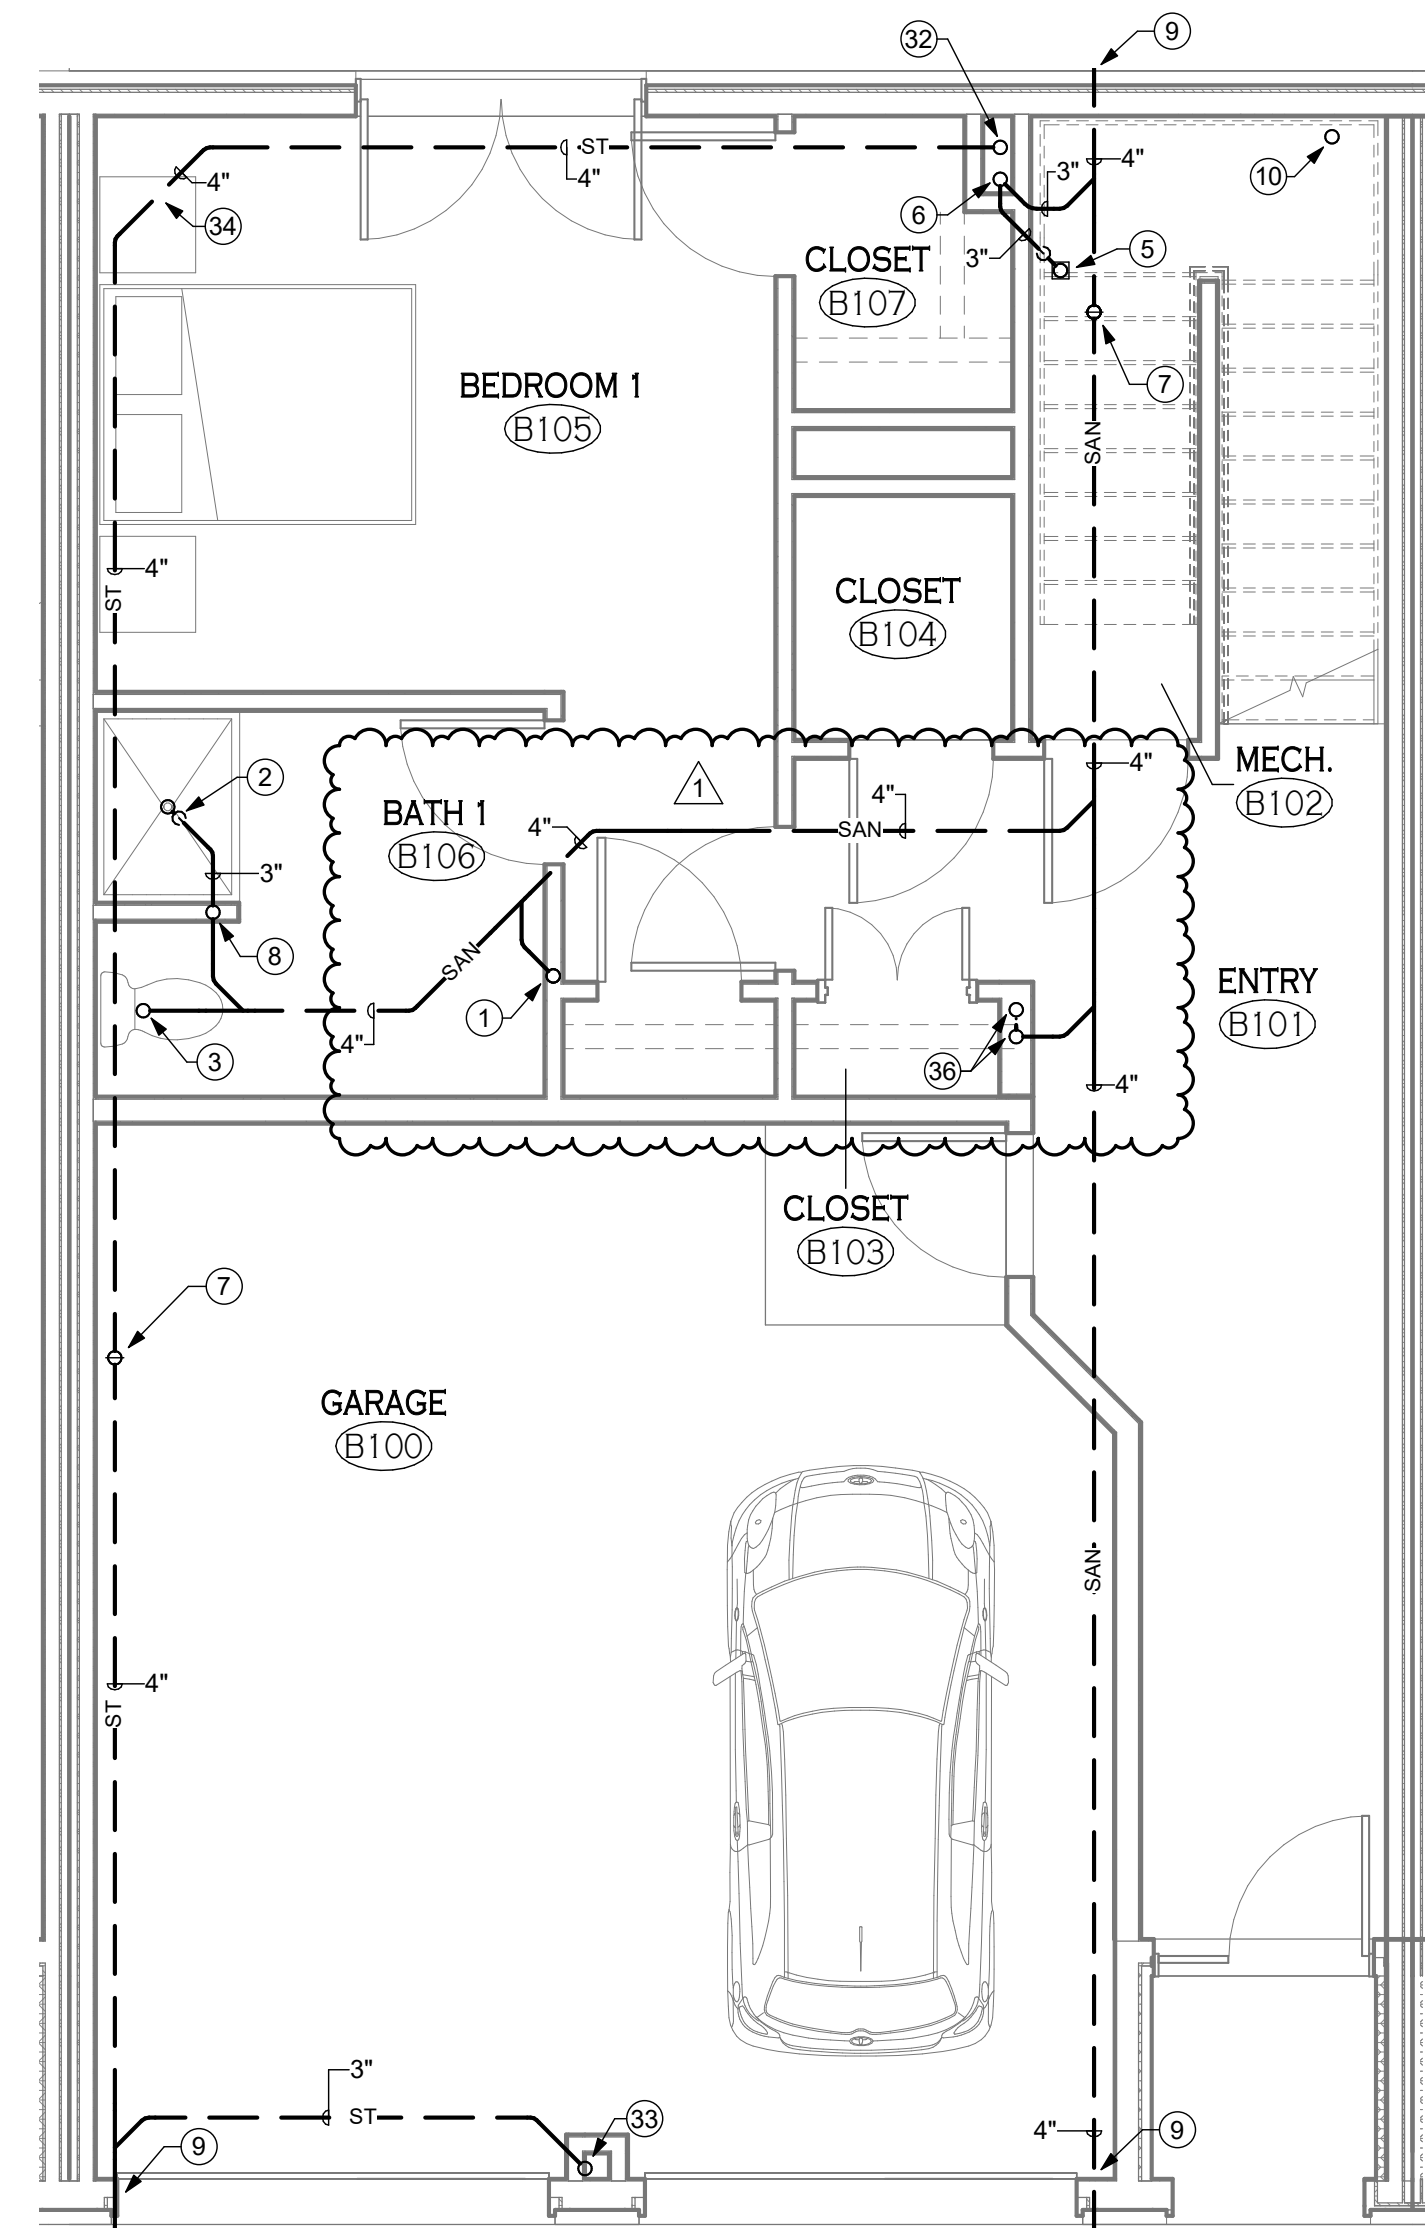 32
9
ST
4"
4"
3"
4"
10
34
6
3"
5
CLOSET
B107
7
BEDROOM 1
B105
SAN
4"
ST
CLOSET
B104
2
1
4"
MECH.
B102
BATH 1
B106
4"
4"
SAN
3"
8
SAN
ENTRY
B101
1
4"
3
36
4"
CLOSET
B103
7
GARAGE
B100
SAN
4"
ST
3"
ST
33
9
4"
9